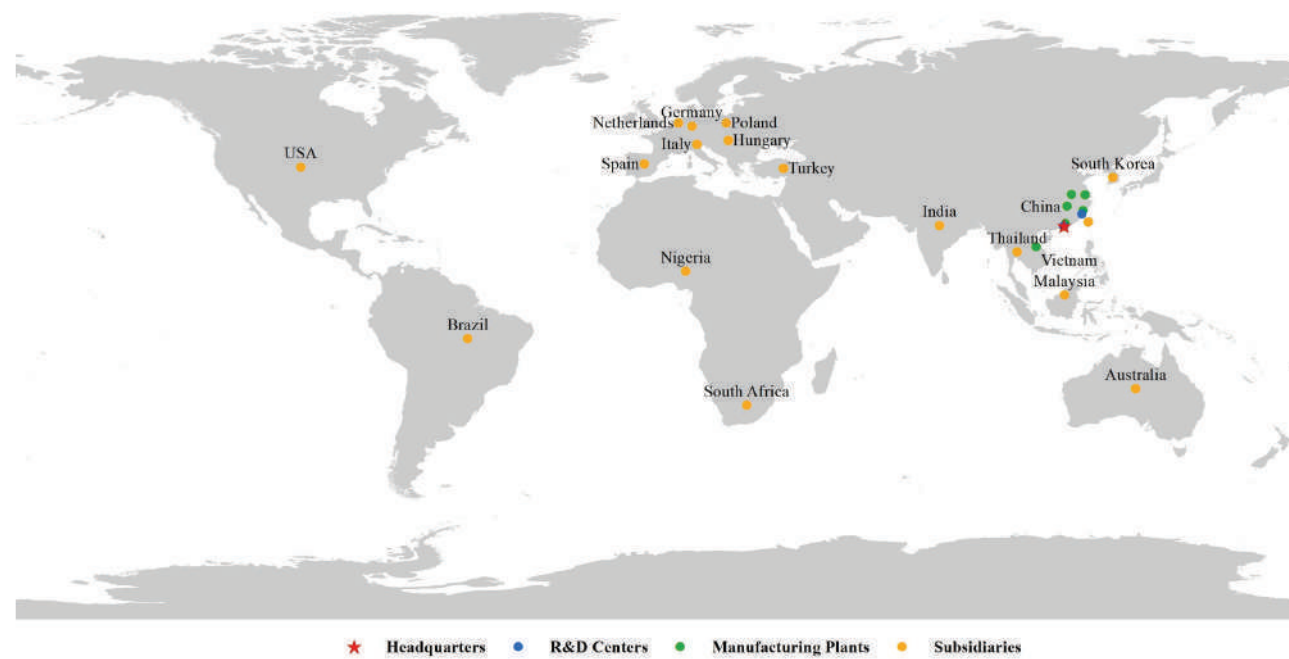 Germany
Netherlands
Poland
Italy
Hungary
USA
Spain
Turkey
South Korea
China
India
Thailand
Nigeria
Vietnam
Malaysia
Brazil
Australia
South Africa
Headquarters R&D Centers Manufacturing Plants Subsidiaries